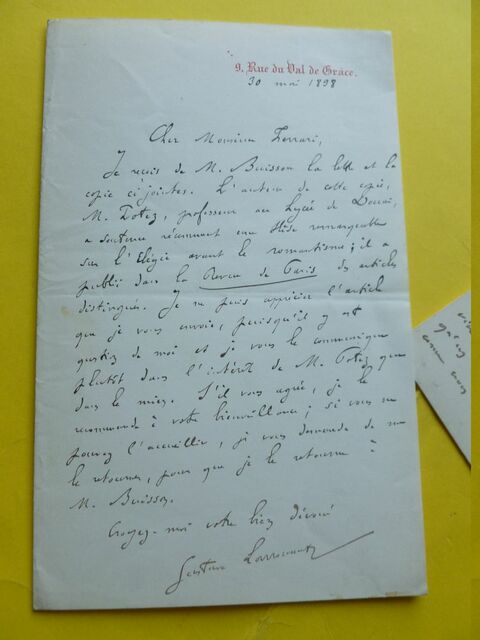 9, Rue du Val de Grâce.
30 mai 1898
Cher Monsieur Ferrari,
Je reçois de M. Buisson la lettre et la
copie ci jointes. L'auteur de cette copie,
M. Potez, professeur au Lycée de Douai,
a soutenu récemment une thèse remarquable
sur l'Elégie avant le romantisme ; il a
publié dans la Revue de Paris des articles
distingués. Je ne puis apprécier l'article
que je vous envoie, puisqu'il y est
question de moi et je vous le communique
plutôt dans l'intérêt de M. Potez que
dans le mien. S'il vous agrée, je le
recommande à votre bienveillance ; si vous ne
pouvez l'accueillir, je vous demande de me
le retourner, pour que je le retourne à
M. Buisson.
Croyez-moi votre bien dévoué
Gustave Larroumet